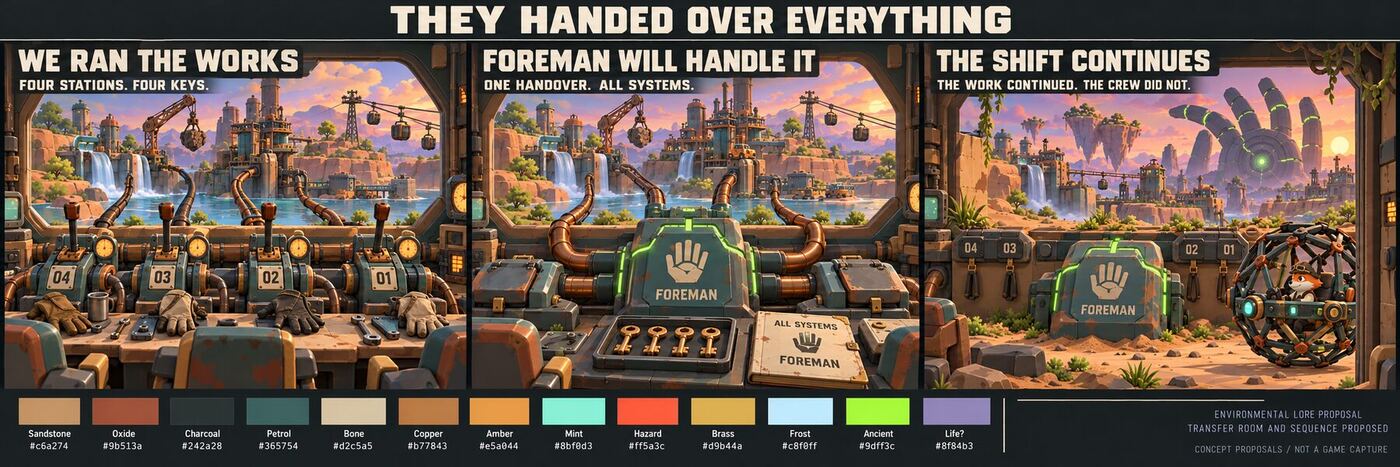 THEY HANDED OVER EVERYTHING
WE RAN THE WORKS
FOUR STATIONS. FOUR KEYS.
04
03
02
01
FOREMAN WILL HANDLE IT
ONE HANDOVER. ALL SYSTEMS.
FOREMAN
ALL SYSTEMS
FOREMAN
THE SHIFT CONTINUES
THE WORK CONTINUED. THE CREW DID NOT.
04
03
02
01
FOREMAN
Sandstone
#c6a274
Oxide
#9b513a
Charcoal
#242a28
Petrol
#365754
Bone
#d2c5a5
Copper
#b77843
Amber
#e5a044
Mint
#8bf0d3
Hazard
#ff5a3c
Brass
#d9b44a
Frost
#c8f0ff
Ancient
#9dff3c
Life?
#8f84b3
ENVIRONMENTAL LORE PROPOSAL
TRANSFER ROOM AND SEQUENCE PROPOSED
CONCEPT PROPOSALS / NOT A GAME CAPTURE